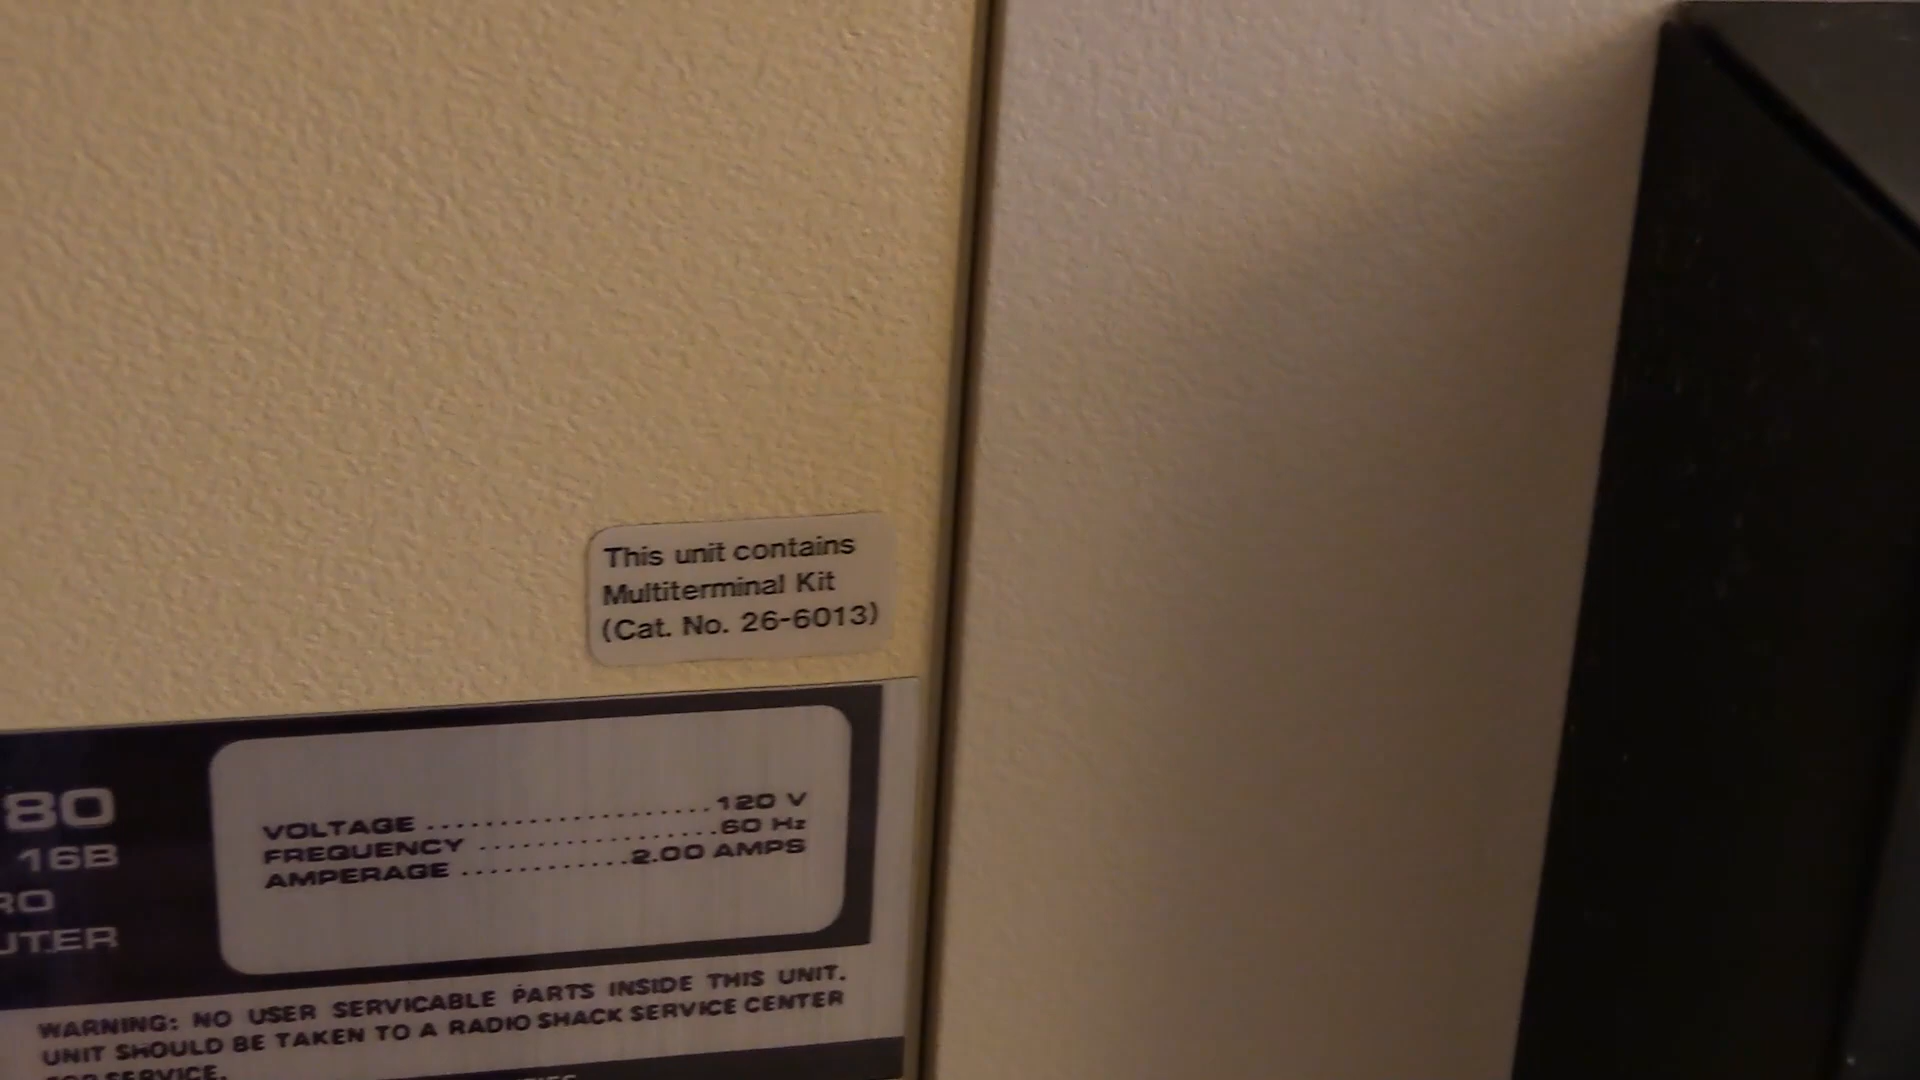 This unit contains
Multiterminal Kit
(Cat. No. 26-6013)
80
16B
RO
UTER
VOLTAGE ....................120 V
FREQUENCY ..............60 Hz
AMPERAGE ............2.00 AMPS
WARNING: NO USER SERVICABLE PARTS INSIDE THIS UNIT.
UNIT SHOULD BE TAKEN TO A RADIO SHACK SERVICE CENTER
FOR SERVICE.